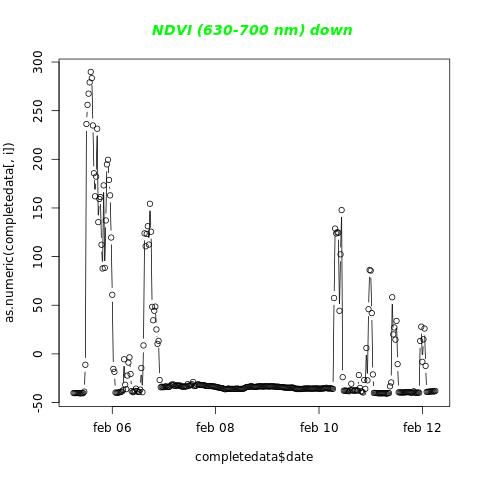 NDVI (630-700 nm) down
as.numeric(completedata[, i])
300
250
200
150
100
50
0
-50
feb 06
feb 08
feb 10
feb 12
completedata$date